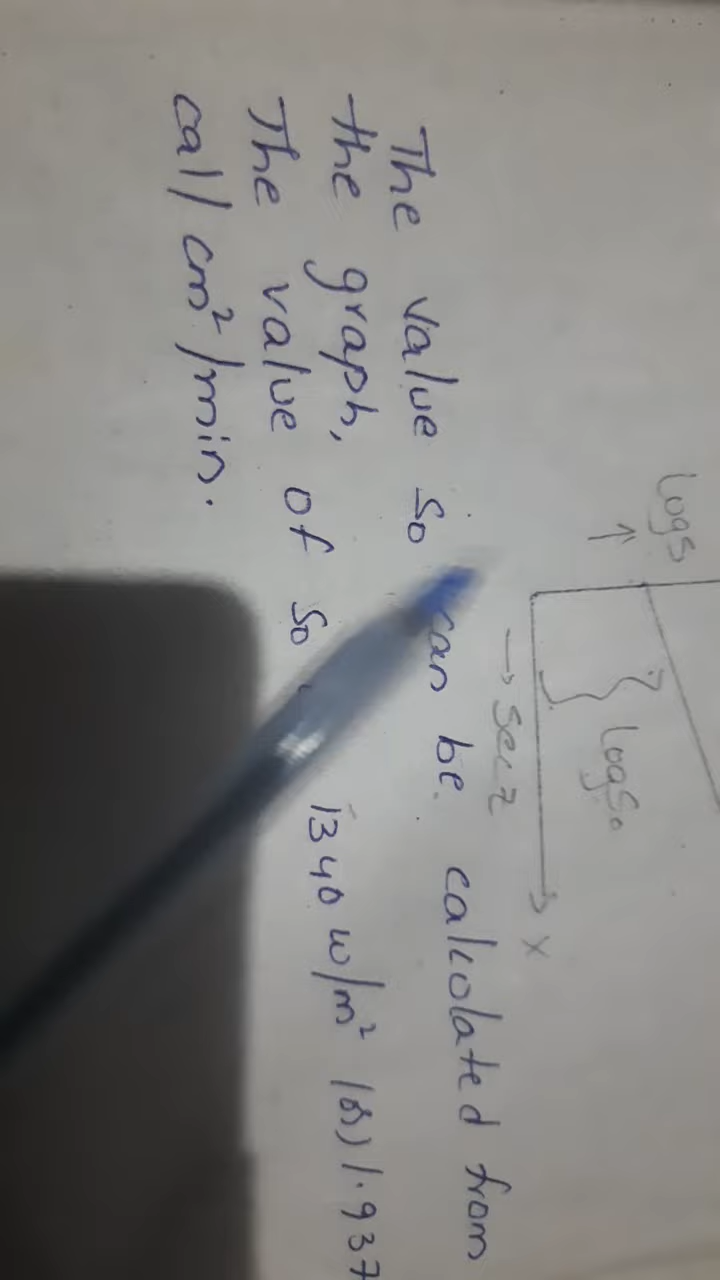 Log S
↑
} Log S₀
→ Sec z
X
The value S₀ can be calculated from
the graph,
The value of S₀ 1340 w/m² (or) 1.937
cal/cm²/min.